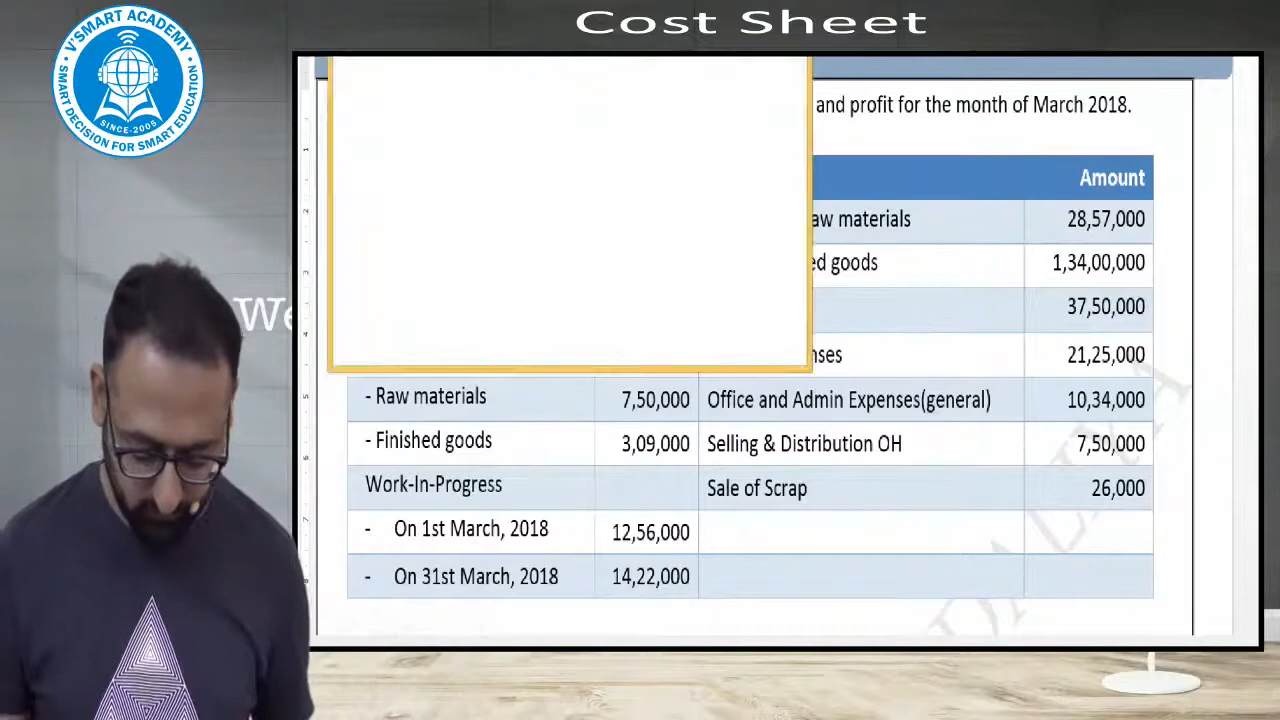 Cost Sheet
V'SMART ACADEMY
SINCE-2005
SMART DECISION FOR SMART EDUCATION
We
and profit for the month of March 2018.
Amount
aw materials 28,57,000
ed goods 1,34,00,000
37,50,000
nses 21,25,000
- Raw materials 7,50,000 Office and Admin Expenses(general) 10,34,000
- Finished goods 3,09,000 Selling & Distribution OH 7,50,000
Work-In-Progress Sale of Scrap 26,000
- On 1st March, 2018 12,56,000
- On 31st March, 2018 14,22,000